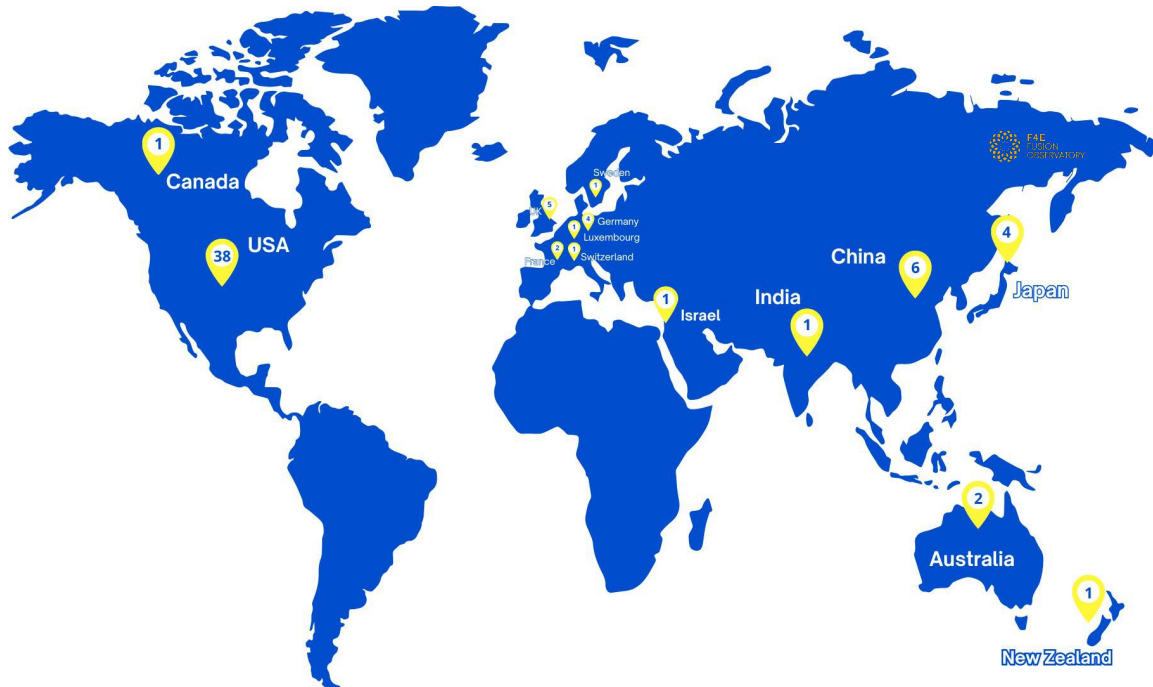 F4E
FUSION
OBSERVATORY
1
Canada
38
USA
Sweden
1
5
UK
4
Germany
1
Luxembourg
2
France
1
Switzerland
1
Israel
1
India
6
China
4
Japan
2
Australia
1
New Zealand